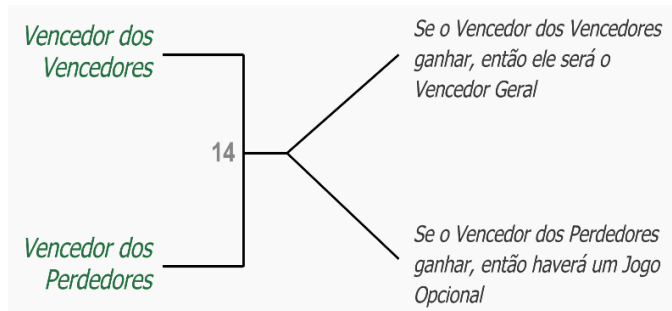 Vencedor dos
Vencedores
Se o Vencedor dos Vencedores
ganhar, então ele será o
Vencedor Geral
14
Vencedor dos
Perdedores
Se o Vencedor dos Perdedores
ganhar, então haverá um Jogo
Opcional